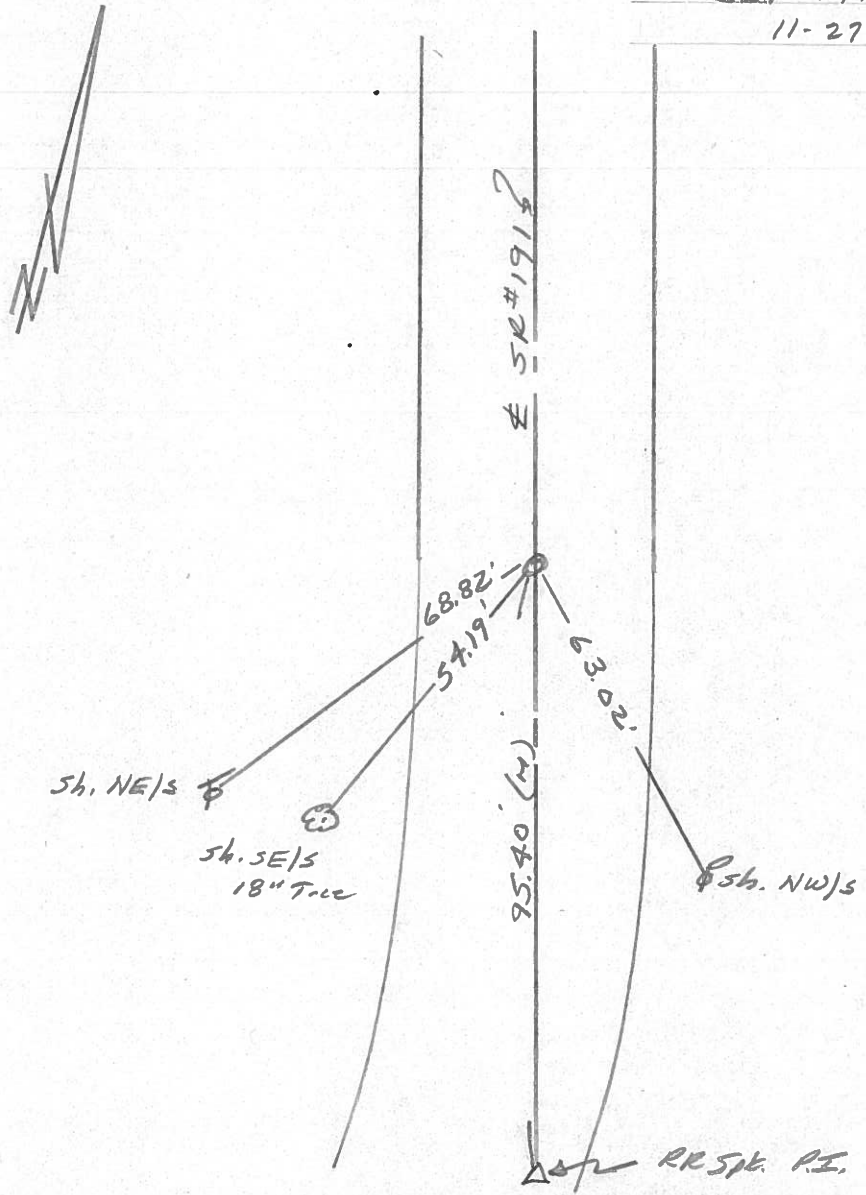 11-27
℄ SR#191
68.82'
54.19'
63.02'
sh. NE/s
sh. SE/s
18" Tree
95.40' (M)
sh. NW/s
RR Spk. P.I.